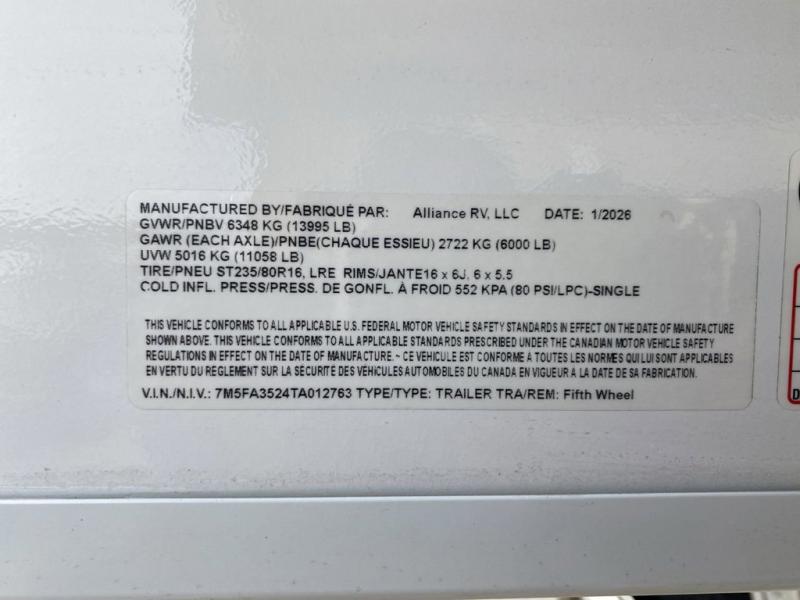 MANUFACTURED BY/FABRIQUÉ PAR: Alliance RV, LLC DATE: 1/2026
GVWR/PNBV 6348 KG (13995 LB)
GAWR (EACH AXLE)/PNBE(CHAQUE ESSIEU) 2722 KG (6000 LB)
UVW 5016 KG (11058 LB)
TIRE/PNEU ST235/80R16, LRE RIMS/JANTE16 x 6J, 6 x 5.5
COLD INFL. PRESS/PRESS. DE GONFL. À FROID 552 KPA (80 PSI/LPC)-SINGLE
THIS VEHICLE CONFORMS TO ALL APPLICABLE U.S. FEDERAL MOTOR VEHICLE SAFETY STANDARDS IN EFFECT ON THE DATE OF MANUFACTURE
SHOWN ABOVE. THIS VEHICLE CONFORMS TO ALL APPLICABLE STANDARDS PRESCRIBED UNDER THE CANADIAN MOTOR VEHICLE SAFETY
REGULATIONS IN EFFECT ON THE DATE OF MANUFACTURE. ~ CE VÉHICULE EST CONFORME À TOUTES LES NORMES QUI LUI SONT APPLICABLES
EN VERTU DU RÈGLEMENT SUR LA SÉCURITÉ DES VÉHICULES AUTOMOBILES DU CANADA EN VIGUEUR A LA DATE DE SA FABRICATION.
V.I.N./N.I.V.: 7M5FA3524TA012763 TYPE/TYPE: TRAILER TRA/REM: Fifth Wheel